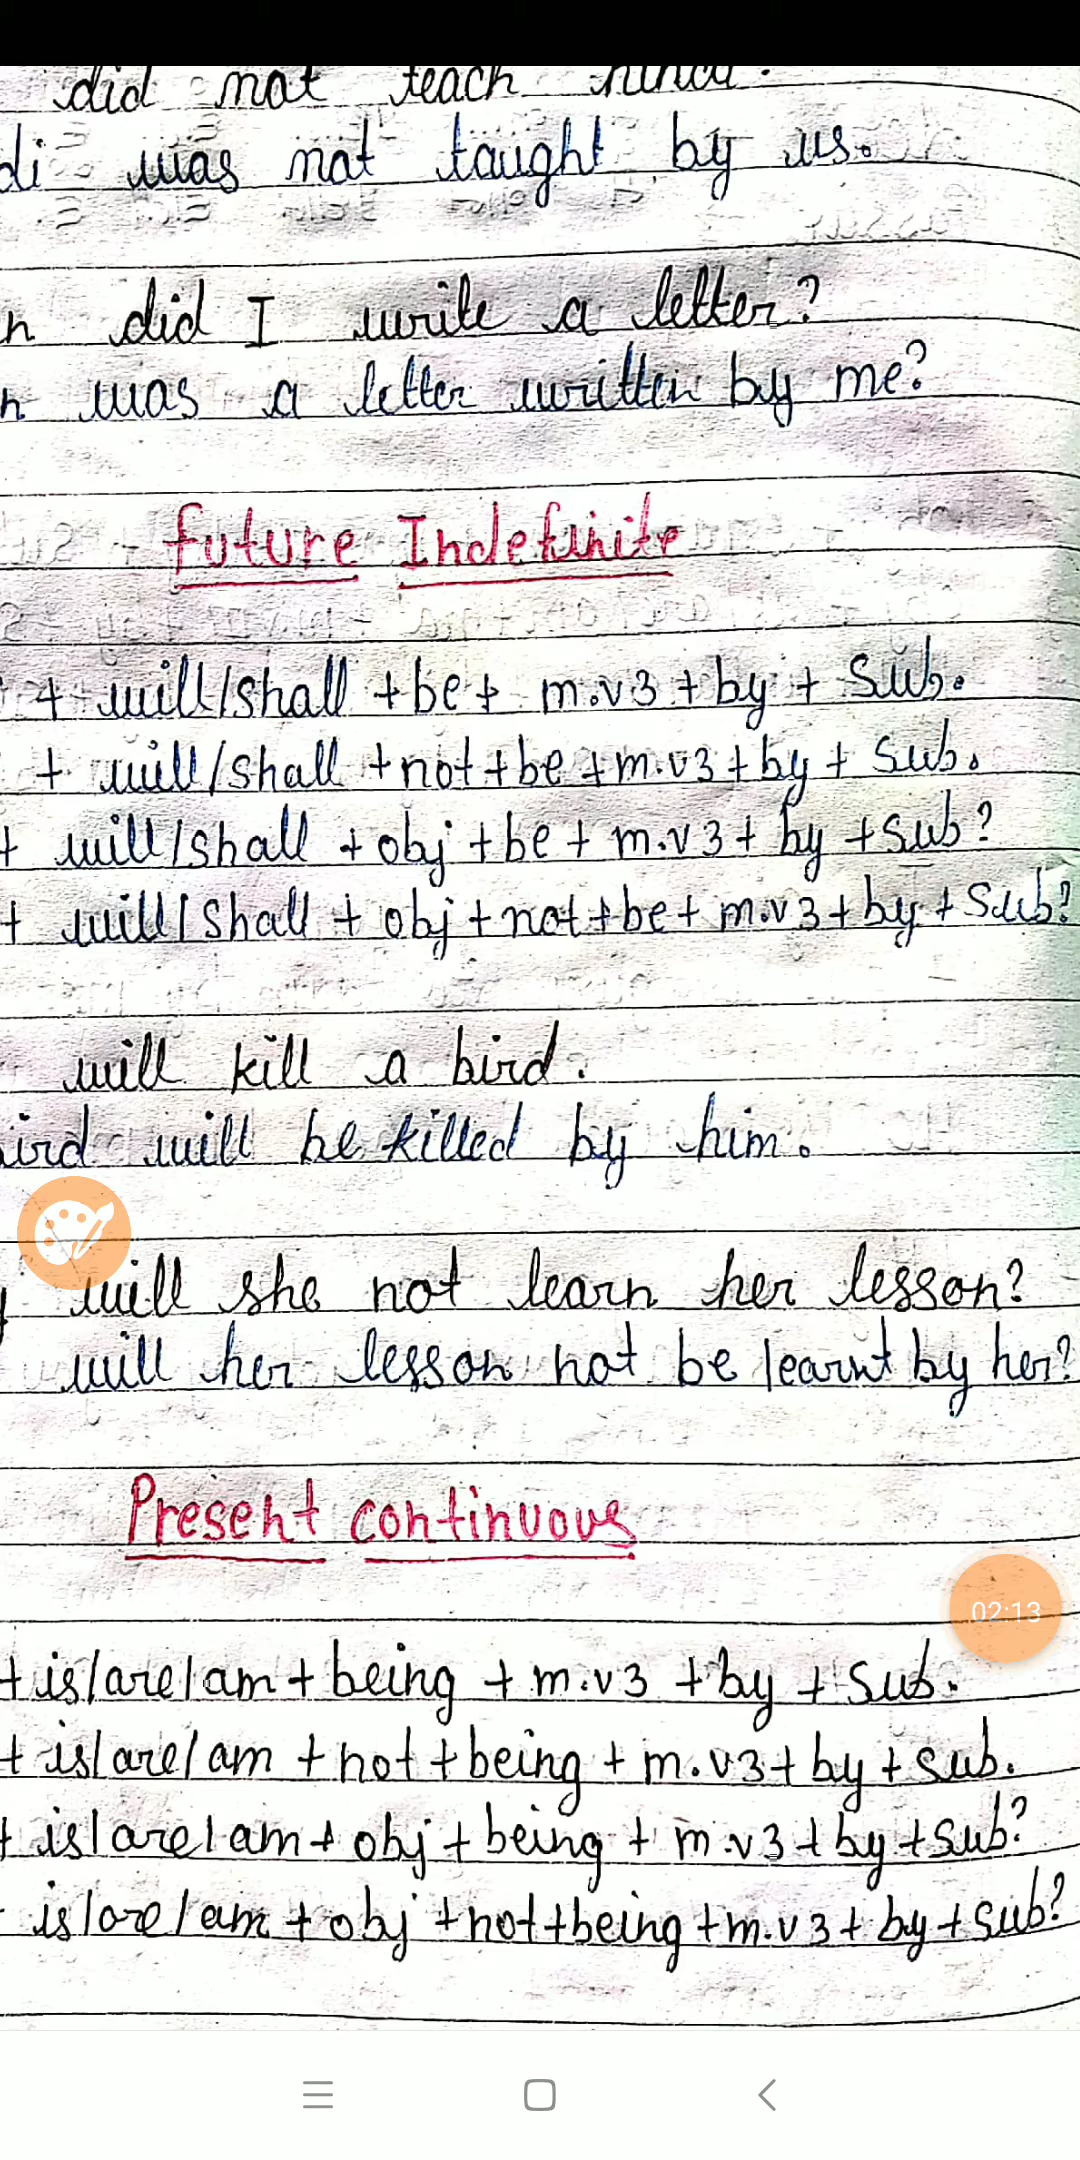 did not teach hindi.
di was not taught by us.
n did I write a letter?
n was a letter written by me?
Future Indefinite
+ will/shall + be + m.v3 + by + Sub.
+ will/shall + not + be + m.v3 + by + Sub.
+ will/shall + obj + be + m.v3 + by + Sub?
+ will/shall + obj + not + be + m.v3 + by + Sub?
will kill a bird.
ird will be killed by him.
will she not learn her lesson?
will her lesson not be learnt by her?
Present continuous
02:13
+ is/are/am + being + m.v3 + by + Sub.
+ is/are/am + not + being + m.v3 + by + Sub.
+ is/are/am + obj + being + m.v3 + by + Sub?
is/are/am + obj + not + being + m.v3 + by + Sub?